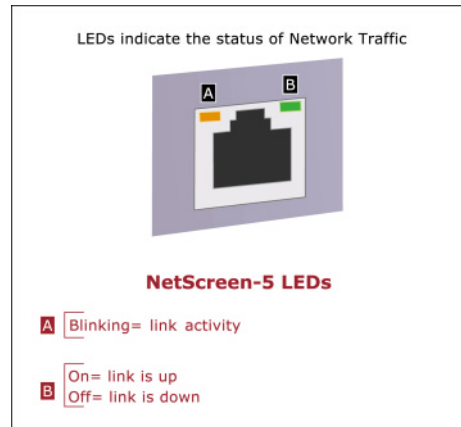 LEDs indicate the status of Network Traffic
A
B
NetScreen-5 LEDs
A Blinking= link activity
B On= link is up
Off= link is down